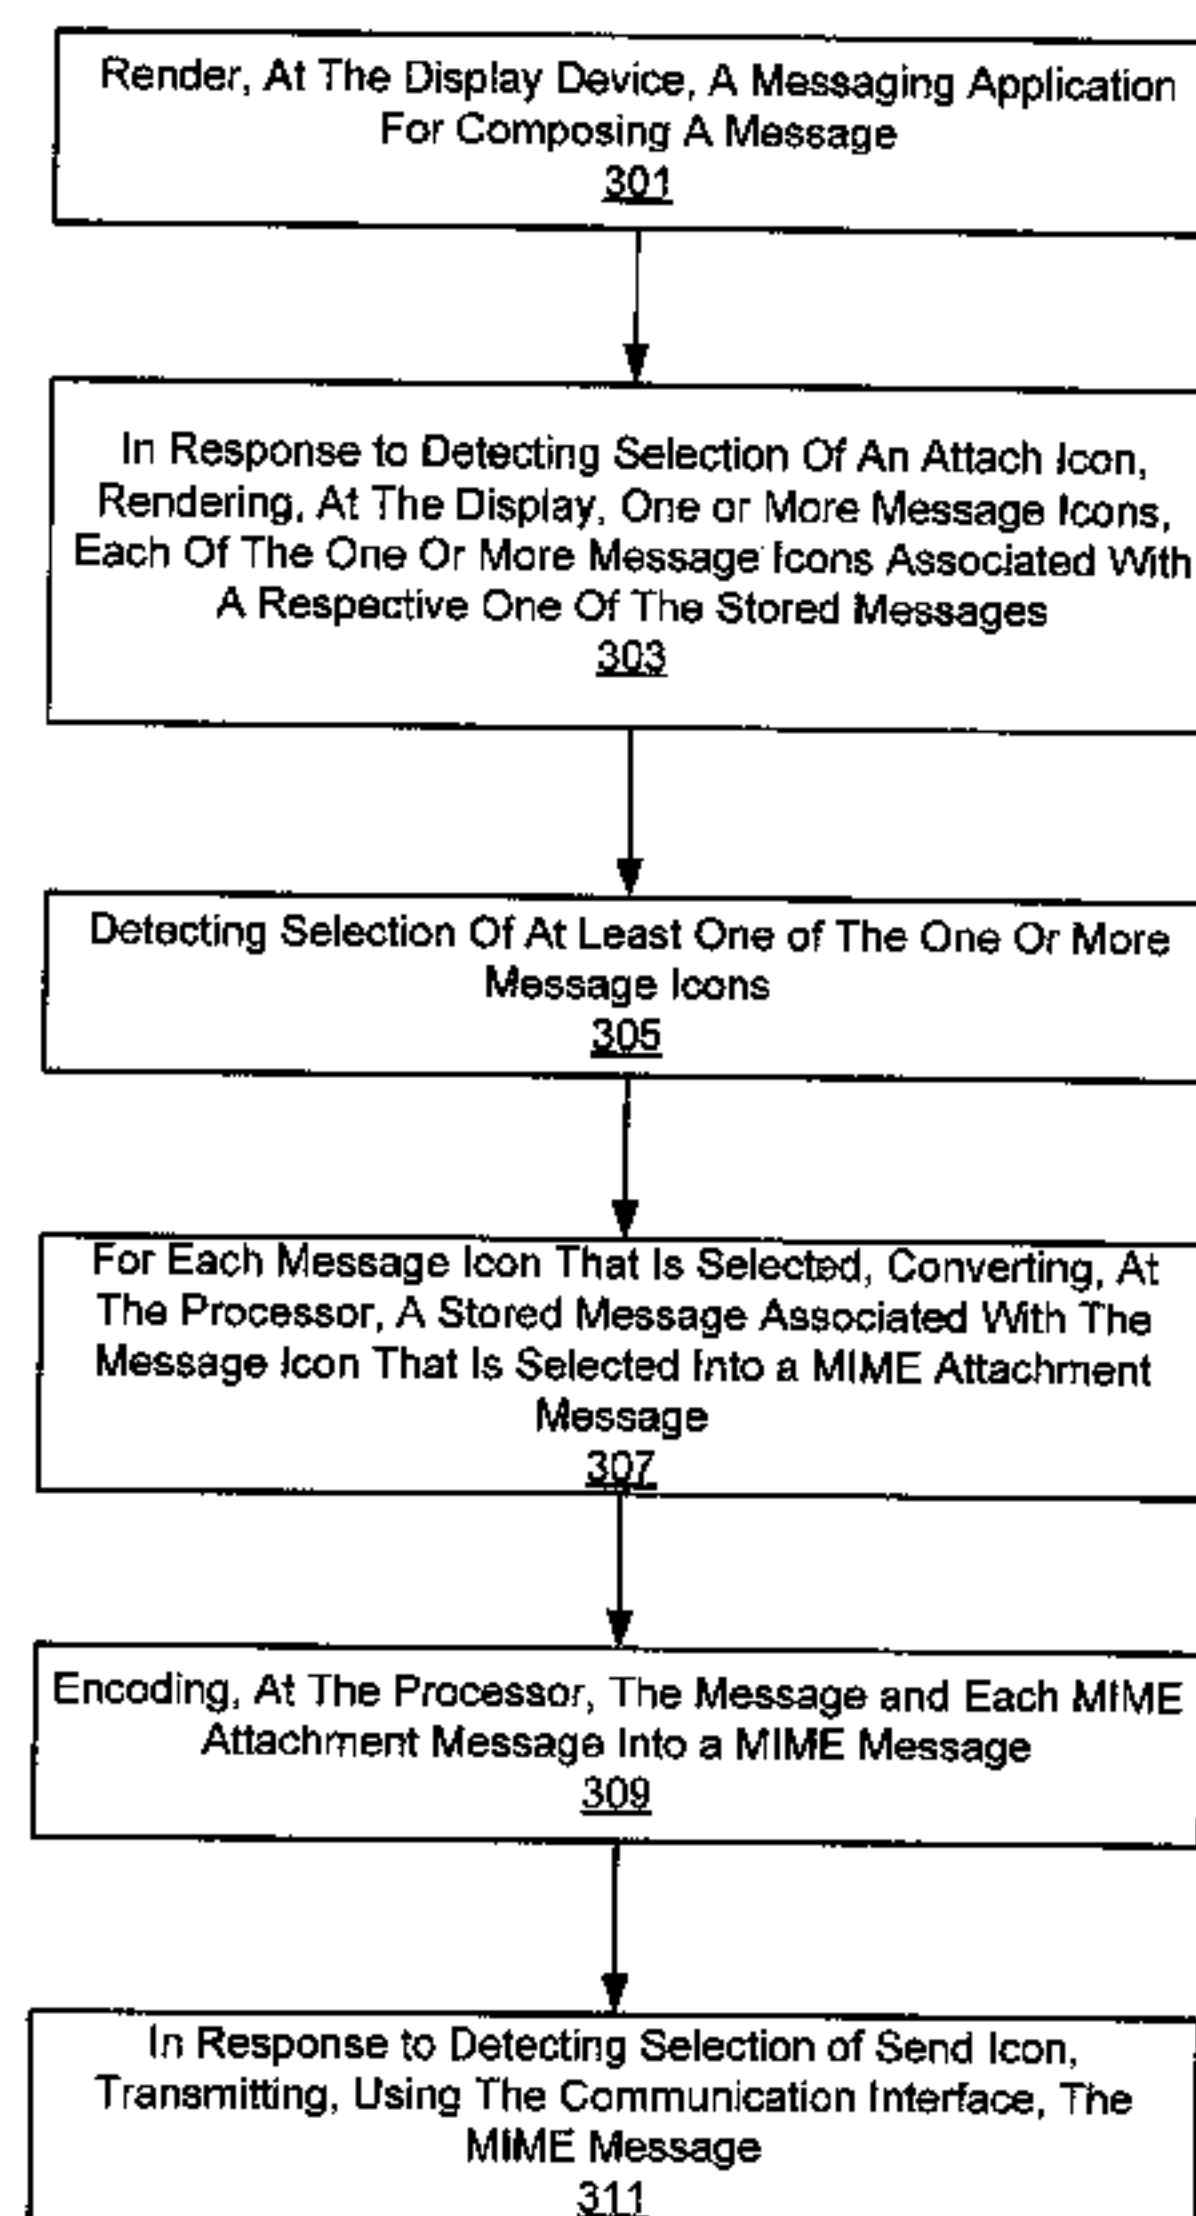 Render, At The Display Device, A Messaging Application
For Composing A Message
301
In Response to Detecting Selection Of An Attach Icon,
Rendering, At The Display, One or More Message Icons,
Each Of The One Or More Message Icons Associated With
A Respective One Of The Stored Messages
303
Detecting Selection Of At Least One of The One Or More
Message Icons
305
For Each Message Icon That Is Selected, Converting, At
The Processor, A Stored Message Associated With The
Message Icon That Is Selected Into a MIME Attachment
Message
307
Encoding, At The Processor, The Message and Each MIME
Attachment Message Into a MIME Message
309
In Response to Detecting Selection of Send Icon,
Transmitting, Using The Communication Interface, The
MIME Message
311